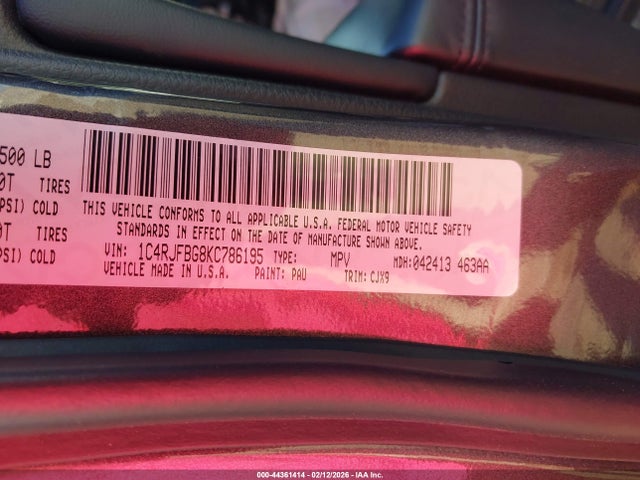 500 LB
0T TIRES
PSI) COLD
0T TIRES
PSI) COLD
THIS VEHICLE CONFORMS TO ALL APPLICABLE U.S.A. FEDERAL MOTOR VEHICLE SAFETY
STANDARDS IN EFFECT ON THE DATE OF MANUFACTURE SHOWN ABOVE.
VIN: 1C4RJFBG8KC786195 TYPE: MPV MDH:042413 463AA
VEHICLE MADE IN U.S.A. PAINT: PAU TRIM: CJX9
000-44361414 - 02/12/2026 - IAA Inc.